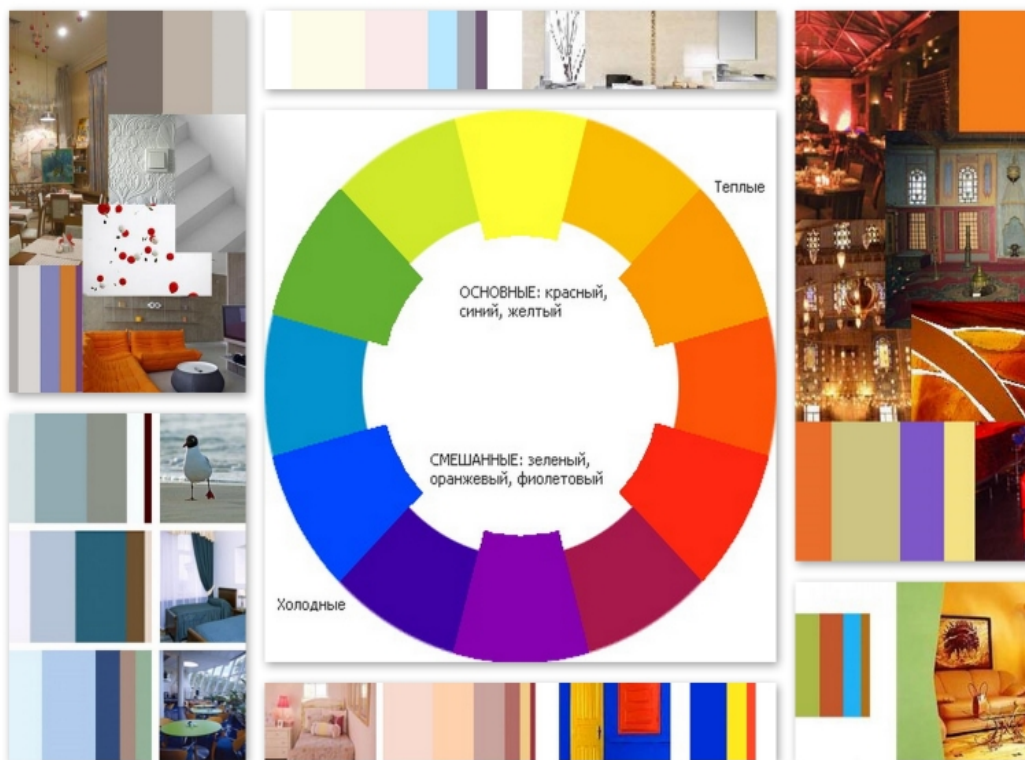 Теплые
ОСНОВНЫЕ: красный,
синий, желтый
СМЕШАННЫЕ: зеленый,
оранжевый, фиолетовый
Холодные